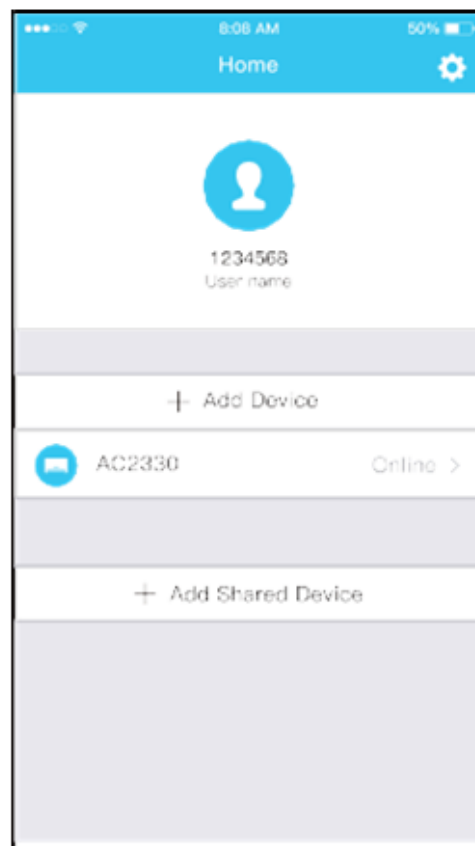 8:08 AM 50%
Home
1234568
User name
+ Add Device
AC2330 Online >
+ Add Shared Device